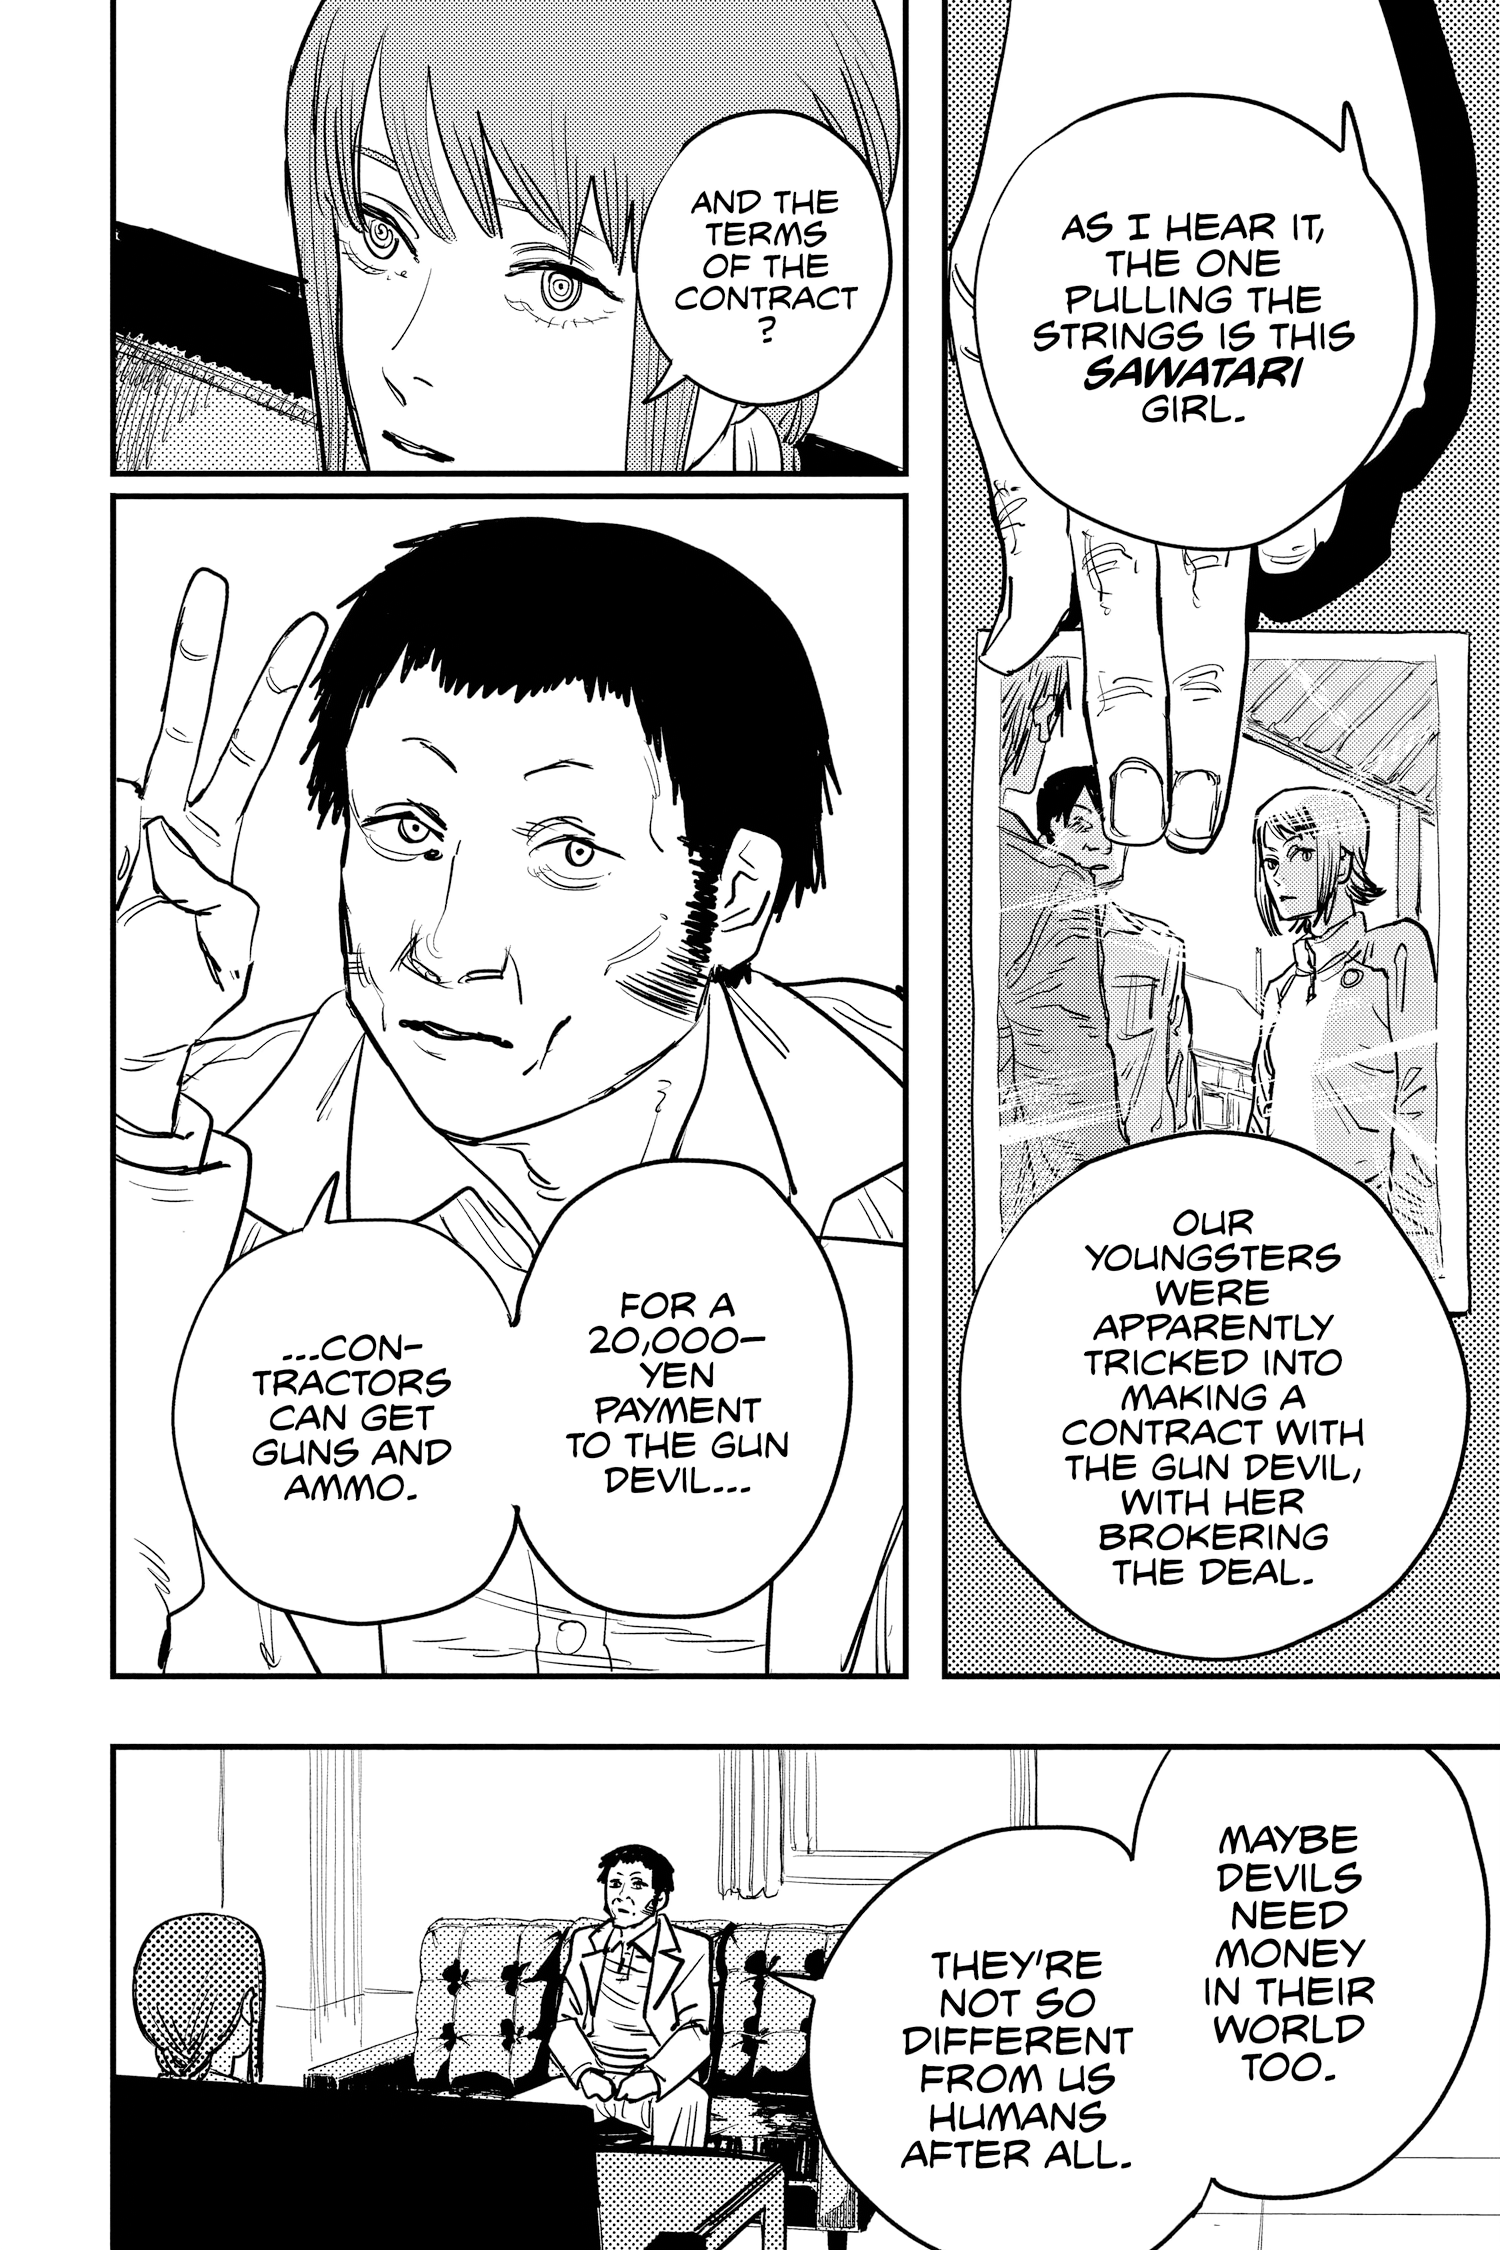 AS I HEAR IT,
THE ONE
PULLING THE
STRINGS IS THIS
SAWATARI
GIRL.
OUR
YOUNGSTERS
WERE
APPARENTLY
TRICKED INTO
MAKING A
CONTRACT WITH
THE GUN DEVIL,
WITH HER
BROKERING
THE DEAL.
AND THE
TERMS
OF THE
CONTRACT
?
FOR A
20,000-
YEN
PAYMENT
TO THE GUN
DEVIL...
...CON-
TRACTORS
CAN GET
GUNS AND
AMMO.
MAYBE
DEVILS
NEED
MONEY
IN THEIR
WORLD
TOO.
THEY'RE
NOT SO
DIFFERENT
FROM US
HUMANS
AFTER ALL.